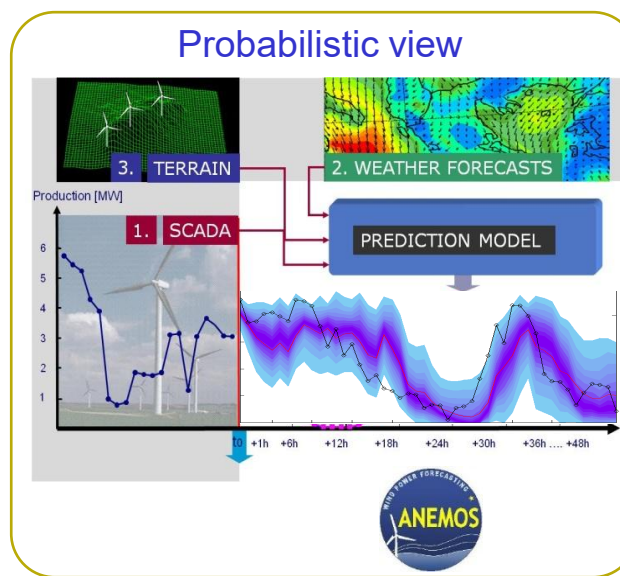 Probabilistic view
3. TERRAIN
2. WEATHER FORECASTS
Production [MW]
1. SCADA
PREDICTION MODEL
6
5
4
3
2
1
to +1h +6h +12h +18h +24h +30h +36h .... +48h
WIND POWER FORECASTING
ANEMOS